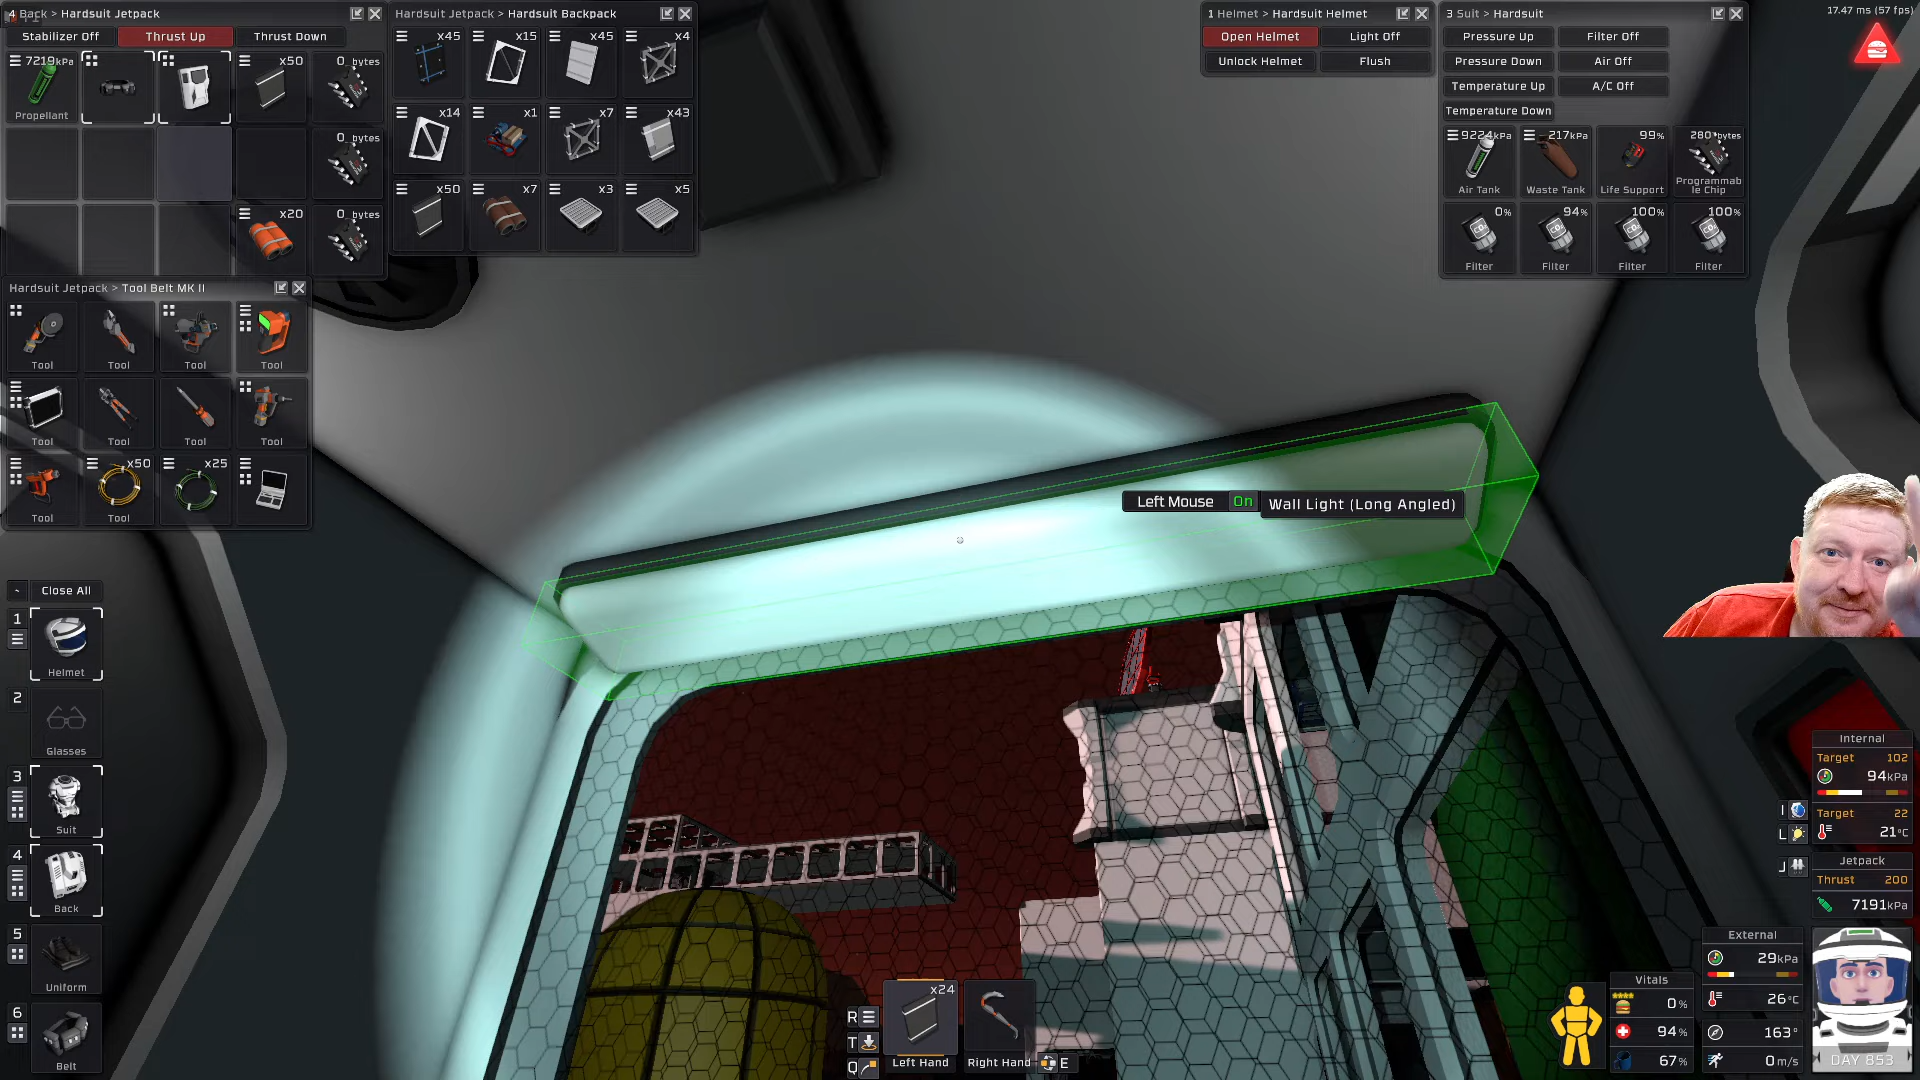 4 Back > Hardsuit Jetpack
Stabilizer Off
Thrust Up
Thrust Down
7219kPa
Propellant
x50
0 bytes
0 bytes
x20
0 bytes
Hardsuit Jetpack > Hardsuit Backpack
x45
x15
x45
x4
x14
x1
x7
x43
x50
x7
x3
x5
Hardsuit Jetpack > Tool Belt MK II
Tool
Tool
Tool
Tool
Tool
Tool
Tool
Tool
Tool
x50
Tool
x25
Tool
1 Helmet > Hardsuit Helmet
Open Helmet
Light Off
Unlock Helmet
Flush
3 Suit > Hardsuit
Pressure Up
Filter Off
Pressure Down
Air Off
Temperature Up
A/C Off
Temperature Down
9224kPa
Air Tank
217kPa
Waste Tank
99%
Life Support
280 bytes
Programmab
le Chip
0%
Filter
94%
Filter
100%
Filter
100%
Filter
17.47 ms (57 fps)
Left Mouse On Wall Light (Long Angled)
~ Close All
1
Helmet
2
Glasses
3
Suit
4
Back
5
Uniform
6
Belt
R
T
Q
x24
Left Hand
Right Hand
E
Internal
Target 102
94kPa
Target 22
21°C
I
L
J
Jetpack
Thrust 200
7191kPa
External
29kPa
26°C
163°
0m/s
Vitals
0%
94%
67%
DAY 853